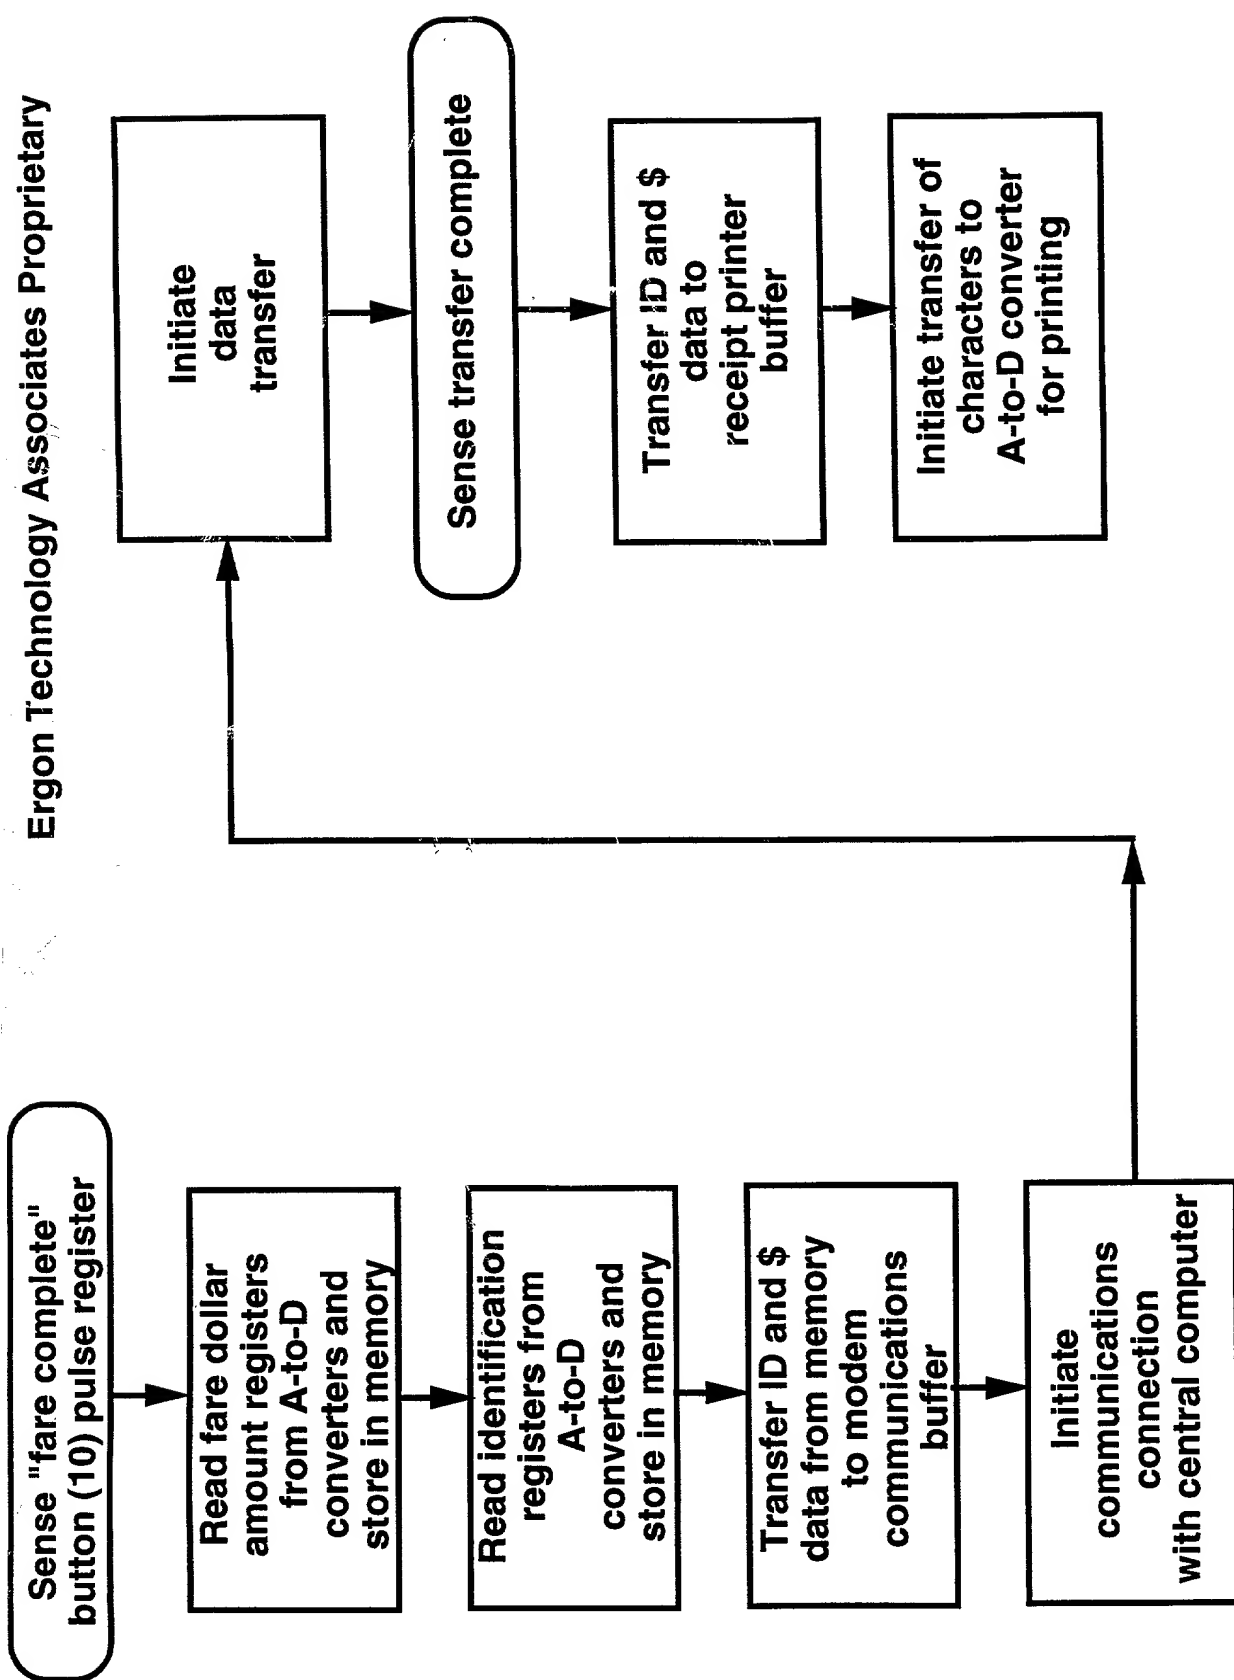 Ergon Technology Associates Proprietary
Sense "fare complete"
button (10) pulse register
Read fare dollar
amount registers
from A-to-D
converters and
store in memory
Read identification
registers from
A-to-D
converters and
store in memory
Transfer ID and $
data from memory
to modem
communications
buffer
Initiate
communications
connection
with central computer
Initiate
data
transfer
Sense transfer complete
Transfer ID and $
data to
receipt printer
buffer
Initiate transfer of
characters to
A-to-D converter
for printing